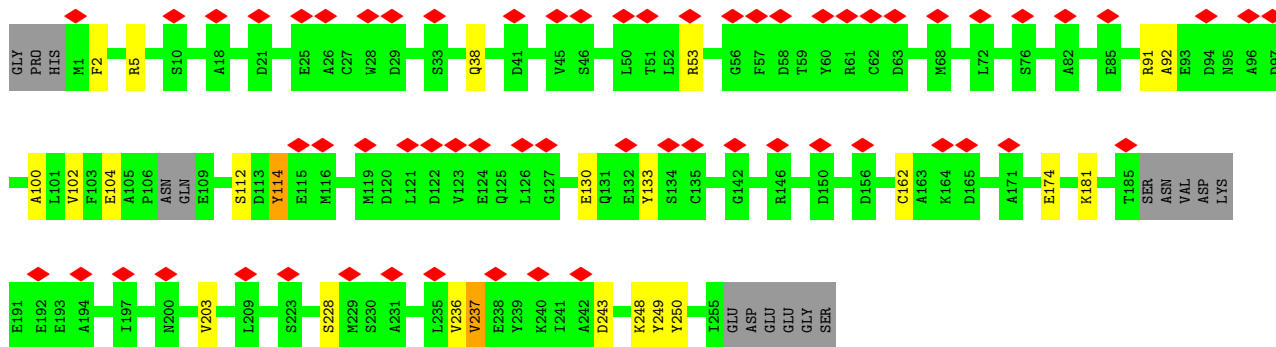 GLY PRO HIS M1 F2 R5 S10 A18 D21 E25 A26 C27 W28 D29 S33 Q38 D41 V45 S46 L50 T51 L52 R53 G56 F57 D58 T59 Y60 R61 C62 D63 M68 L72 S76 A82 E85 R91 A92 E93 D94 N95 A96 D97
A100 L101 V102 F103 E104 A105 P106 ASN GLN E109 S112 D113 Y114 E115 M116 M119 D120 L121 D122 V123 E124 Q125 L126 G127 E130 Q131 E132 Y133 S134 C135 G142 R146 D150 D156 C162 A163 K164 D165 A171 E174 K181 T185 SER ASN VAL ASP LYS
E191 E192 E193 A194 I197 N200 V203 L209 S223 S228 M229 S230 A231 L235 V236 V237 E238 Y239 K240 I241 A242 D243 K248 Y249 Y250 I255 GLU ASP GLU GLU GLY SER